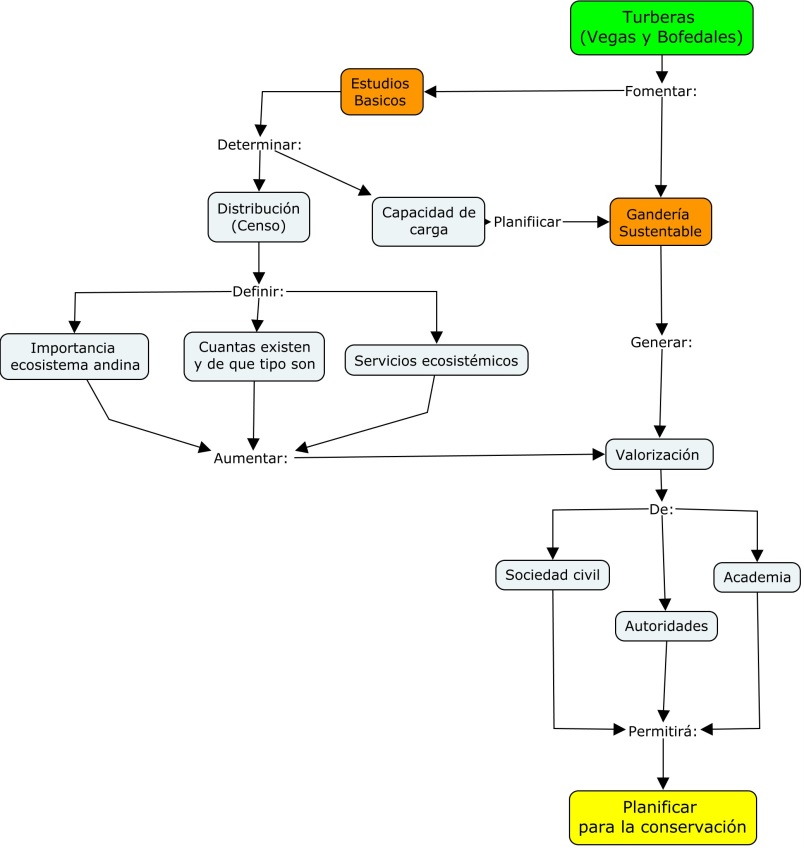 Turberas
(Vegas y Bofedales)
Estudios
Basicos
Fomentar:
Determinar:
Distribución
(Censo)
Capacidad de
carga
Planifiicar
Gandería
Sustentable
Definir:
Importancia
ecosistema andina
Cuantas existen
y de que tipo son
Servicios ecosistémicos
Generar:
Aumentar:
Valorización
De:
Sociedad civil
Academia
Autoridades
Permitirá:
Planificar
para la conservación